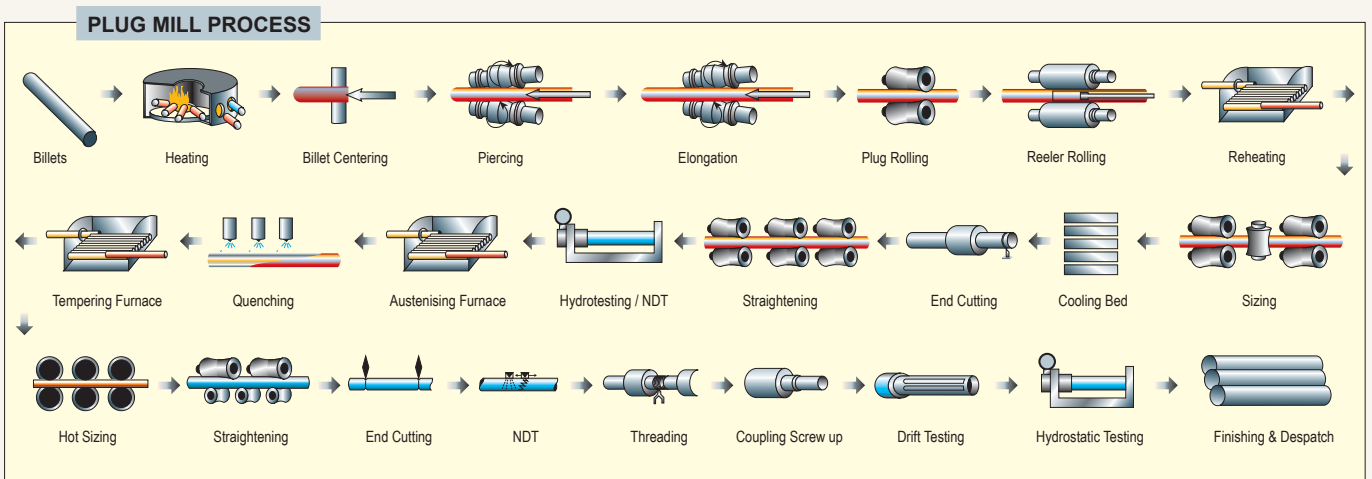 PLUG MILL PROCESS
Billets
Heating
Billet Centering
Piercing
Elongation
Plug Rolling
Reeler Rolling
Reheating
Tempering Furnace
Quenching
Austenising Furnace
Hydrotesting / NDT
Straightening
End Cutting
Cooling Bed
Sizing
Hot Sizing
Straightening
End Cutting
NDT
Threading
Coupling Screw up
Drift Testing
Hydrostatic Testing
Finishing & Despatch